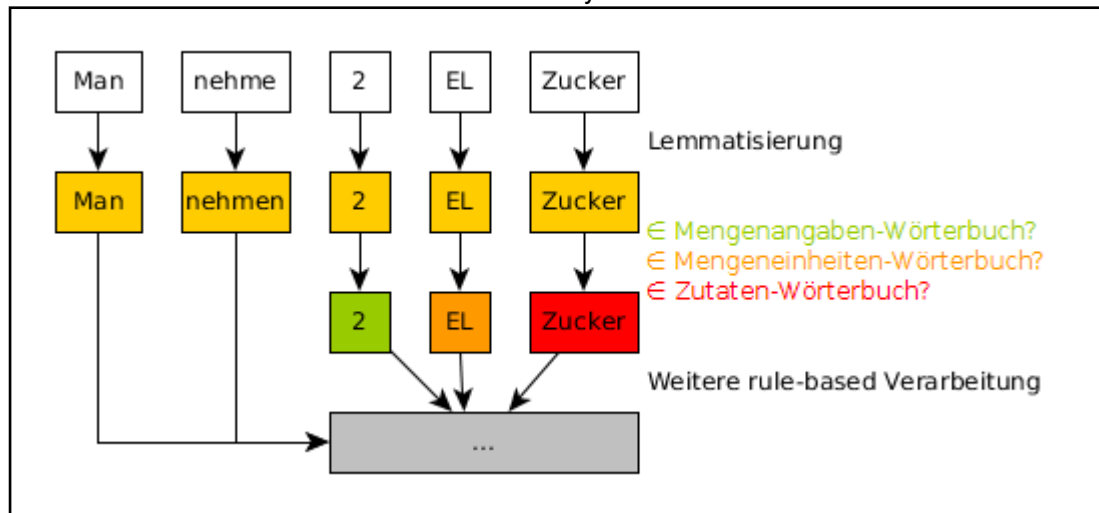 Man nehme 2 EL Zucker
Lemmatisierung
Man nehmen 2 EL Zucker
∈ Mengenangaben-Wörterbuch?
∈ Mengeneinheiten-Wörterbuch?
∈ Zutaten-Wörterbuch?
2 EL Zucker
Weitere rule-based Verarbeitung
...